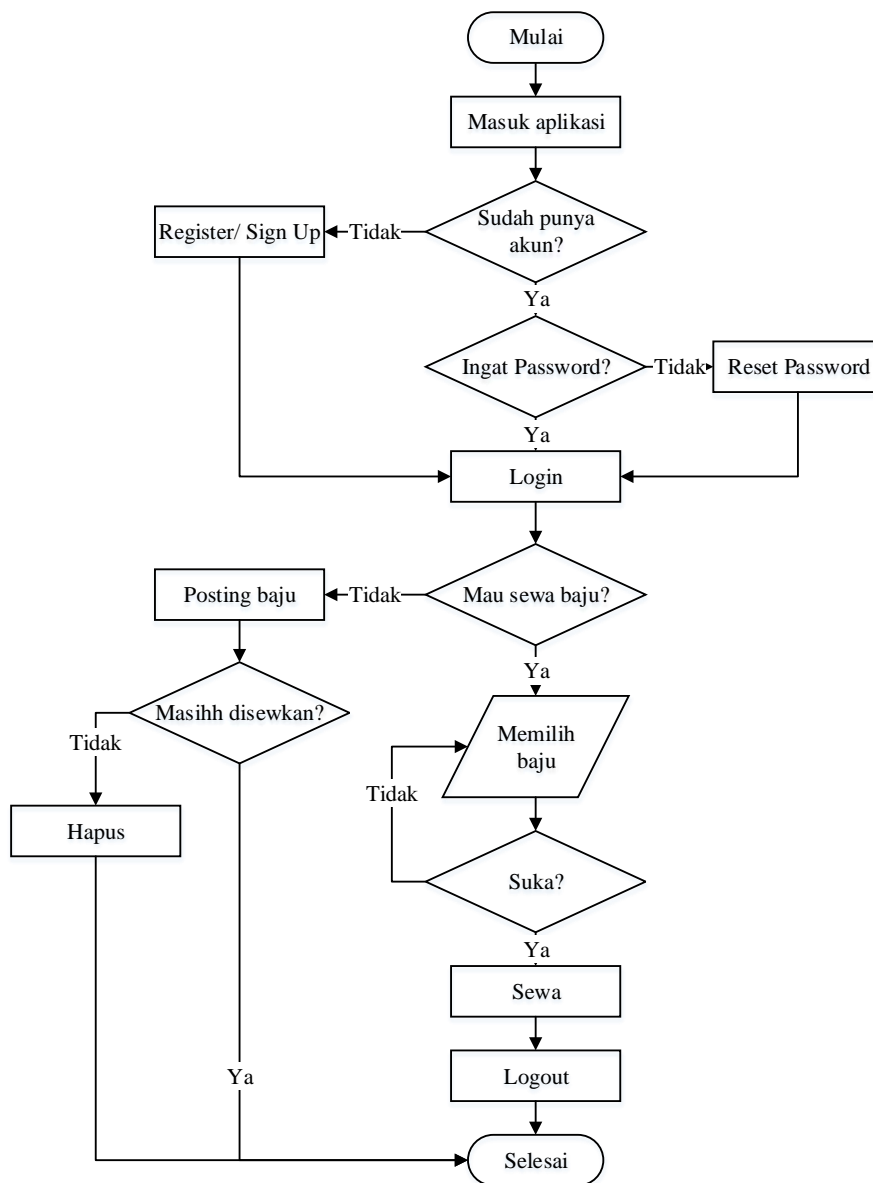 Mulai
Masuk aplikasi
Sudah punya
akun?
Tidak
Register/ Sign Up
Ya
Ingat Password?
Tidak
Reset Password
Ya
Login
Mau sewa baju?
Tidak
Posting baju
Ya
Masihh disewkan?
Tidak
Hapus
Memilih
baju
Tidak
Suka?
Ya
Sewa
Ya
Logout
Selesai